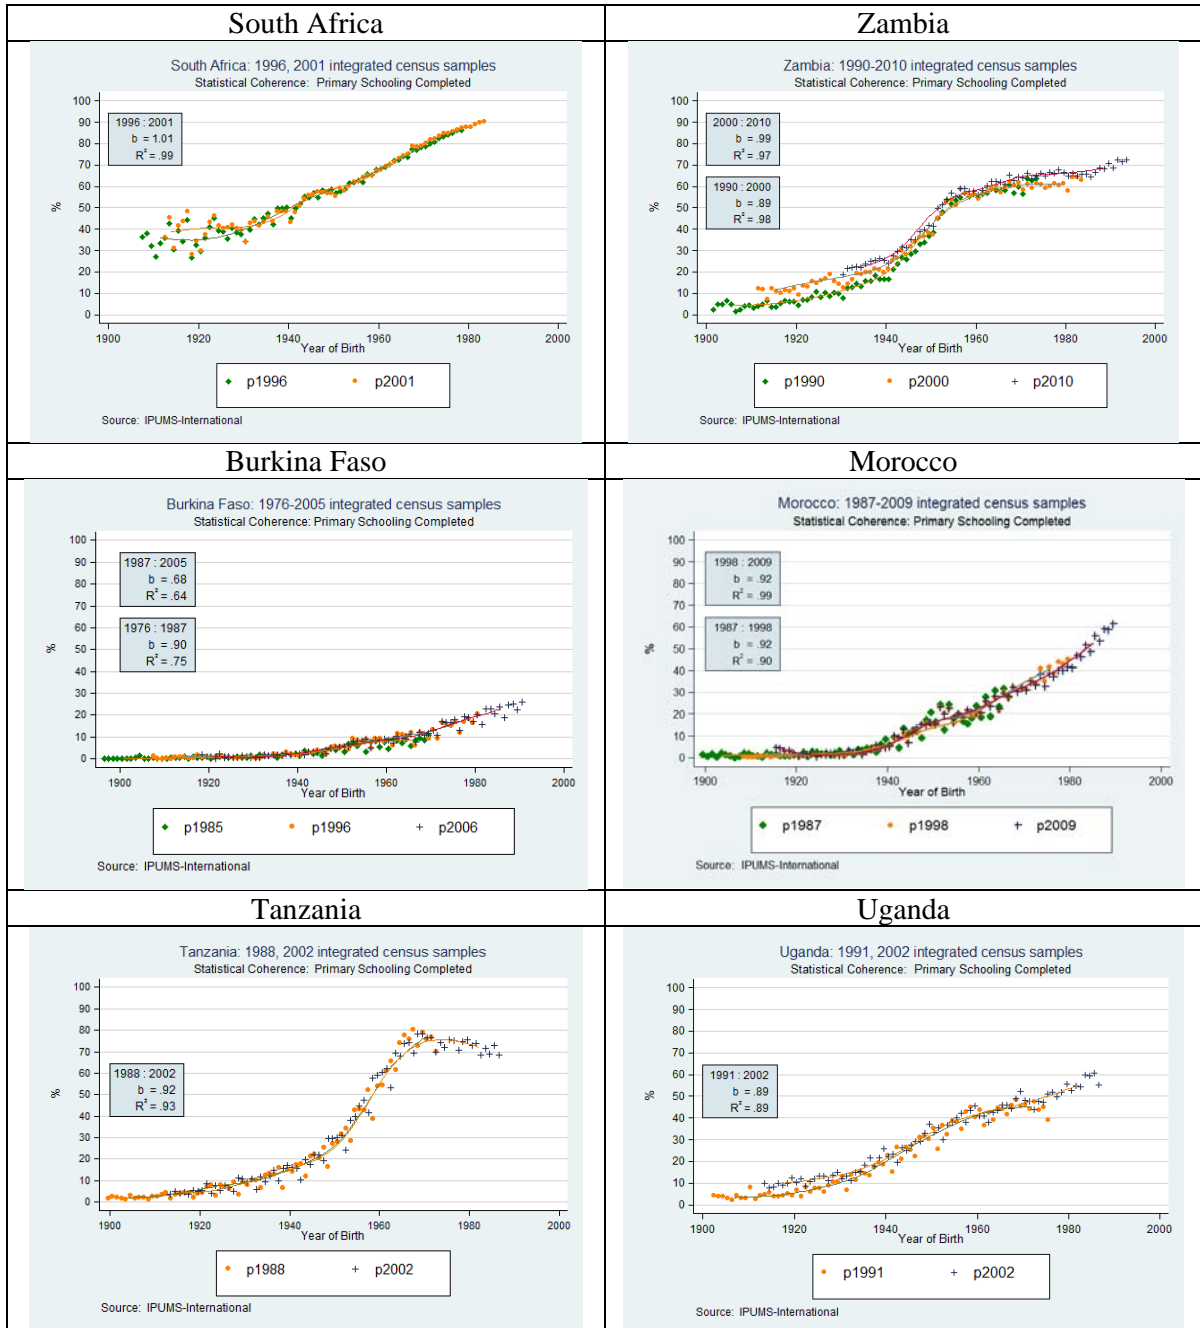 South Africa
South Africa: 1996, 2001 integrated census samples
Statistical Coherence: Primary Schooling Completed
100
90
80
70
60
50
40
30
20
10
0
%
1996 : 2001
b = 1.01
R² = .99
1900
1920
1940
1960
1980
2000
Year of Birth
p1996
p2001
Source: IPUMS-International
Zambia
Zambia: 1990-2010 integrated census samples
Statistical Coherence: Primary Schooling Completed
100
90
80
70
60
50
40
30
20
10
0
%
2000 : 2010
b = .99
R² = .97
1990 : 2000
b = .89
R² = .98
1900
1920
1940
1960
1980
2000
Year of Birth
p1990
p2000
p2010
Source: IPUMS-International
Burkina Faso
Burkina Faso: 1976-2005 integrated census samples
Statistical Coherence: Primary Schooling Completed
100
90
80
70
60
50
40
30
20
10
0
%
1987 : 2005
b = .68
R² = .64
1976 : 1987
b = .90
R² = .75
1900
1920
1940
1960
1980
2000
Year of Birth
p1985
p1996
p2006
Source: IPUMS-International
Morocco
Morocco: 1987-2009 integrated census samples
Statistical Coherence: Primary Schooling Completed
100
90
80
70
60
50
40
30
20
10
0
%
1998 : 2009
b = .92
R² = .99
1987 : 1998
b = .92
R² = .90
1900
1920
1940
1960
1980
2000
Year of Birth
p1987
p1998
p2009
Source: IPUMS-International
Tanzania
Tanzania: 1988, 2002 integrated census samples
Statistical Coherence: Primary Schooling Completed
100
90
80
70
60
50
40
30
20
10
0
%
1988 : 2002
b = .92
R² = .93
1900
1920
1940
1960
1980
2000
Year of Birth
p1988
p2002
Source: IPUMS-International
Uganda
Uganda: 1991, 2002 integrated census samples
Statistical Coherence: Primary Schooling Completed
100
90
80
70
60
50
40
30
20
10
0
%
1991 : 2002
b = .89
R² = .89
1900
1920
1940
1960
1980
2000
Year of Birth
p1991
p2002
Source: IPUMS-International